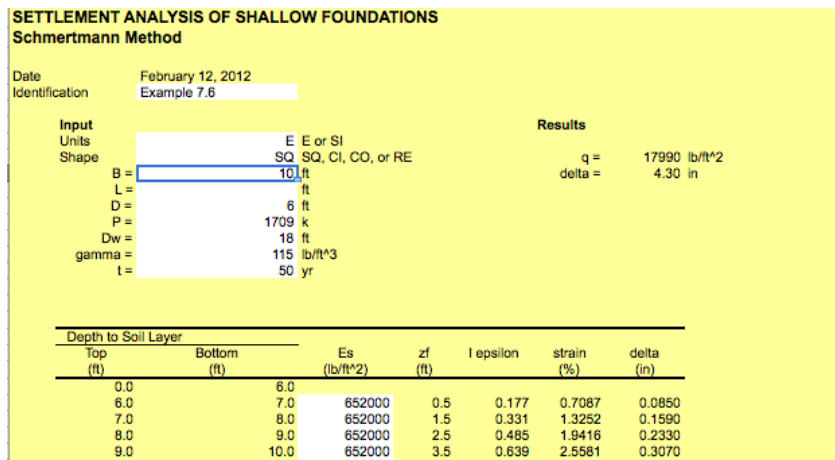 SETTLEMENT ANALYSIS OF SHALLOW FOUNDATIONS
Schmertmann Method
Date February 12, 2012
Identification Example 7.6
Input Results
Units E E or SI
Shape SQ SQ, CI, CO, or RE q = 17990 lb/ft^2
B = 10 ft delta = 4.30 in
L = ft
D = 6 ft
P = 1709 k
Dw = 18 ft
gamma = 115 lb/ft^3
t = 50 yr
Depth to Soil Layer
Top Bottom Es zf I epsilon strain delta
(ft) (ft) (lb/ft^2) (ft) (%) (in)
0.0 6.0
6.0 7.0 652000 0.5 0.177 0.7087 0.0850
7.0 8.0 652000 1.5 0.331 1.3252 0.1590
8.0 9.0 652000 2.5 0.485 1.9416 0.2330
9.0 10.0 652000 3.5 0.639 2.5581 0.3070